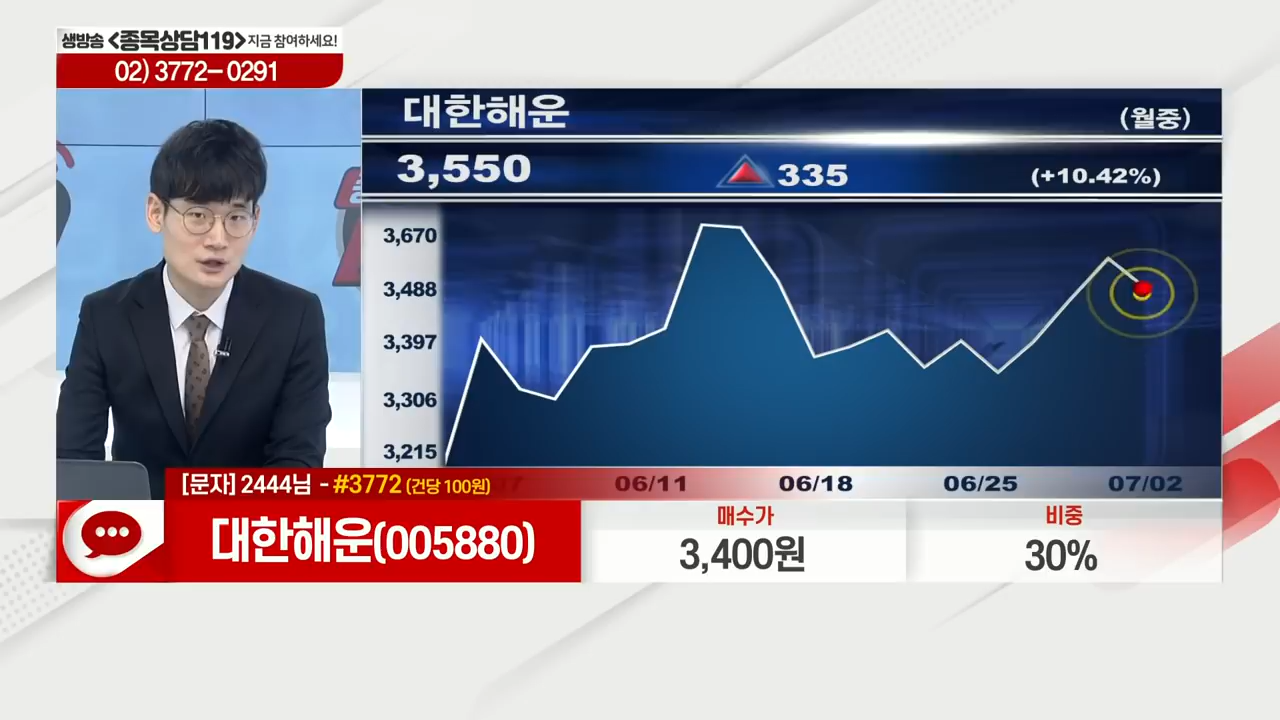 생방송 <종목상담119> 지금 참여하세요!
02) 3772-0291
대한해운 (월중)
3,550 335 (+10.42%)
3,670
3,488
3,397
3,306
3,215
06/11 06/18 06/25 07/02
[문자] 2444님 - #3772 (건당 100원)
대한해운(005880)
매수가 비중
3,400원 30%